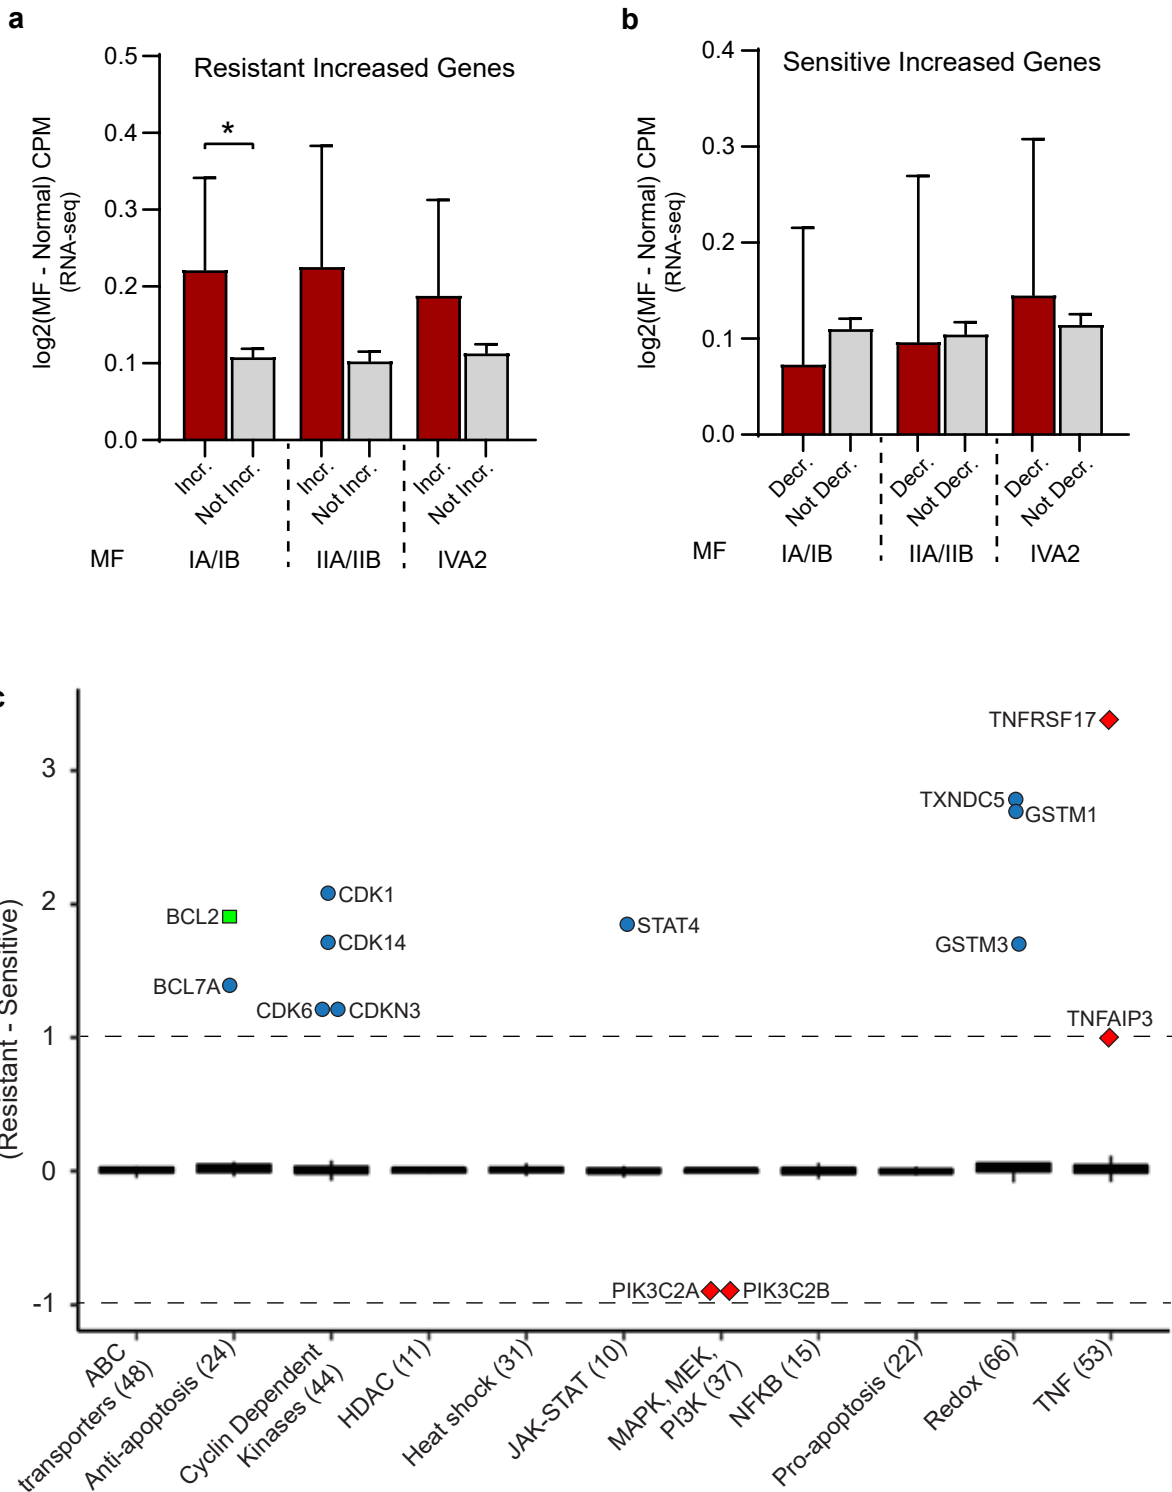 a
Resistant Increased Genes
log2(MF - Normal) CPM
(RNA-seq)
0.5
0.4
0.3
0.2
0.1
0.0
*
Incr.
Not Incr.
Incr.
Not Incr.
Incr.
Not Incr.
MF
IA/IB
IIA/IIB
IVA2
b
Sensitive Increased Genes
log2(MF - Normal) CPM
(RNA-seq)
0.4
0.3
0.2
0.1
0.0
Decr.
Not Decr.
Decr.
Not Decr.
Decr.
Not Decr.
MF
IA/IB
IIA/IIB
IVA2
c
(Resistant - Sensitive)
3
2
1
0
-1
TNFRSF17
TXNDC5
GSTM1
CDK1
BCL2
STAT4
CDK14
GSTM3
BCL7A
CDK6
CDKN3
TNFAIP3
PIK3C2A
PIK3C2B
ABC
transporters (48)
Anti-apoptosis (24)
Cyclin Dependent
Kinases (44)
HDAC (11)
Heat shock (31)
JAK-STAT (10)
MAPK, MEK,
PI3K (37)
NFKB (15)
Pro-apoptosis (22)
Redox (66)
TNF (53)